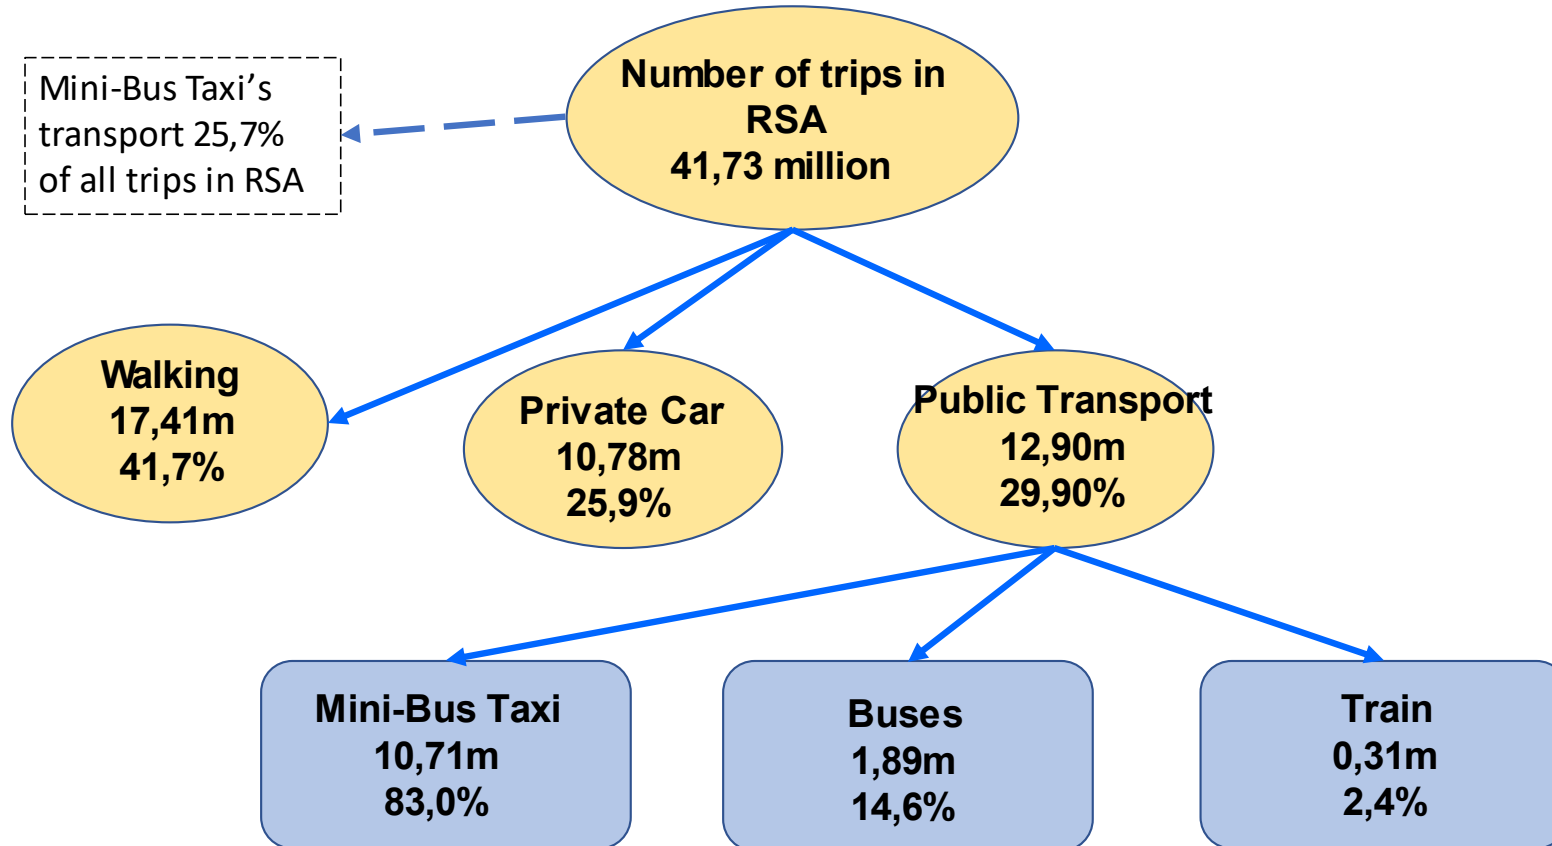 Mini-Bus Taxi’s
transport 25,7%
of all trips in RSA
Number of trips in
RSA
41,73 million
Walking
17,41m
41,7%
Private Car
10,78m
25,9%
Public Transport
12,90m
29,90%
Mini-Bus Taxi
10,71m
83,0%
Buses
1,89m
14,6%
Train
0,31m
2,4%